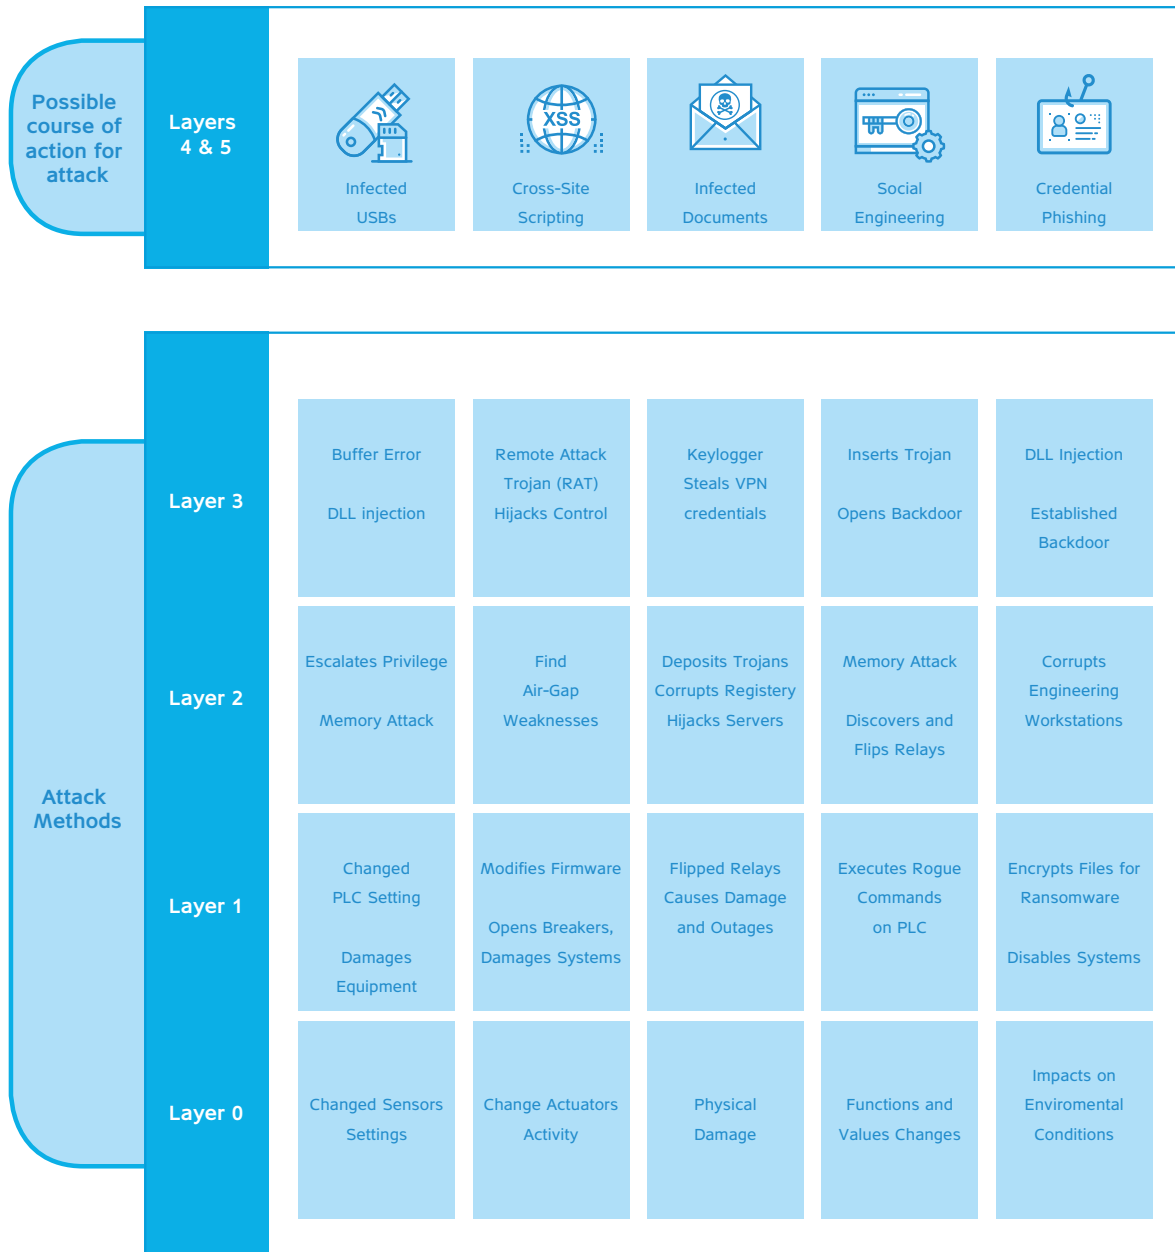 Possible
course of
action for
attack
Layers
4 & 5
XSS
Infected
USBs
Cross-Site
Scripting
Infected
Documents
Social
Engineering
Credential
Phishing
Attack
Methods
Layer 3
Buffer Error
DLL injection
Remote Attack
Trojan (RAT)
Hijacks Control
Keylogger
Steals VPN
credentials
Inserts Trojan
Opens Backdoor
DLL Injection
Established
Backdoor
Layer 2
Escalates Privilege
Memory Attack
Find
Air-Gap
Weaknesses
Deposits Trojans
Corrupts Registery
Hijacks Servers
Memory Attack
Discovers and
Flips Relays
Corrupts
Engineering
Workstations
Layer 1
Changed
PLC Setting
Damages
Equipment
Modifies Firmware
Opens Breakers,
Damages Systems
Flipped Relays
Causes Damage
and Outages
Executes Rogue
Commands
on PLC
Encrypts Files for
Ransomware
Disables Systems
Layer 0
Changed Sensors
Settings
Change Actuators
Activity
Physical
Damage
Functions and
Values Changes
Impacts on
Enviromental
Conditions